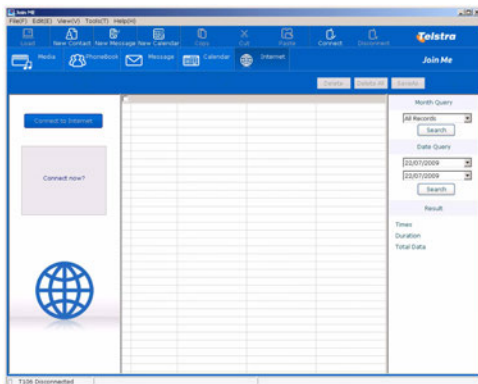 Join ME
File(F) Edit(E) View(V) Tools(T) Help(H)
Load New Contact New Message New Calendar Copy Cut Paste Connect Disconnect Telstra
Media PhoneBook Message Calendar Internet Join Me
Delete Delete All
Month Query
Connect to Internet
All Records
Search
Date Query
22/07/2009
22/07/2009
Connect now?
Search
Result
Times
Duration
Total Data
T106 Disconnected